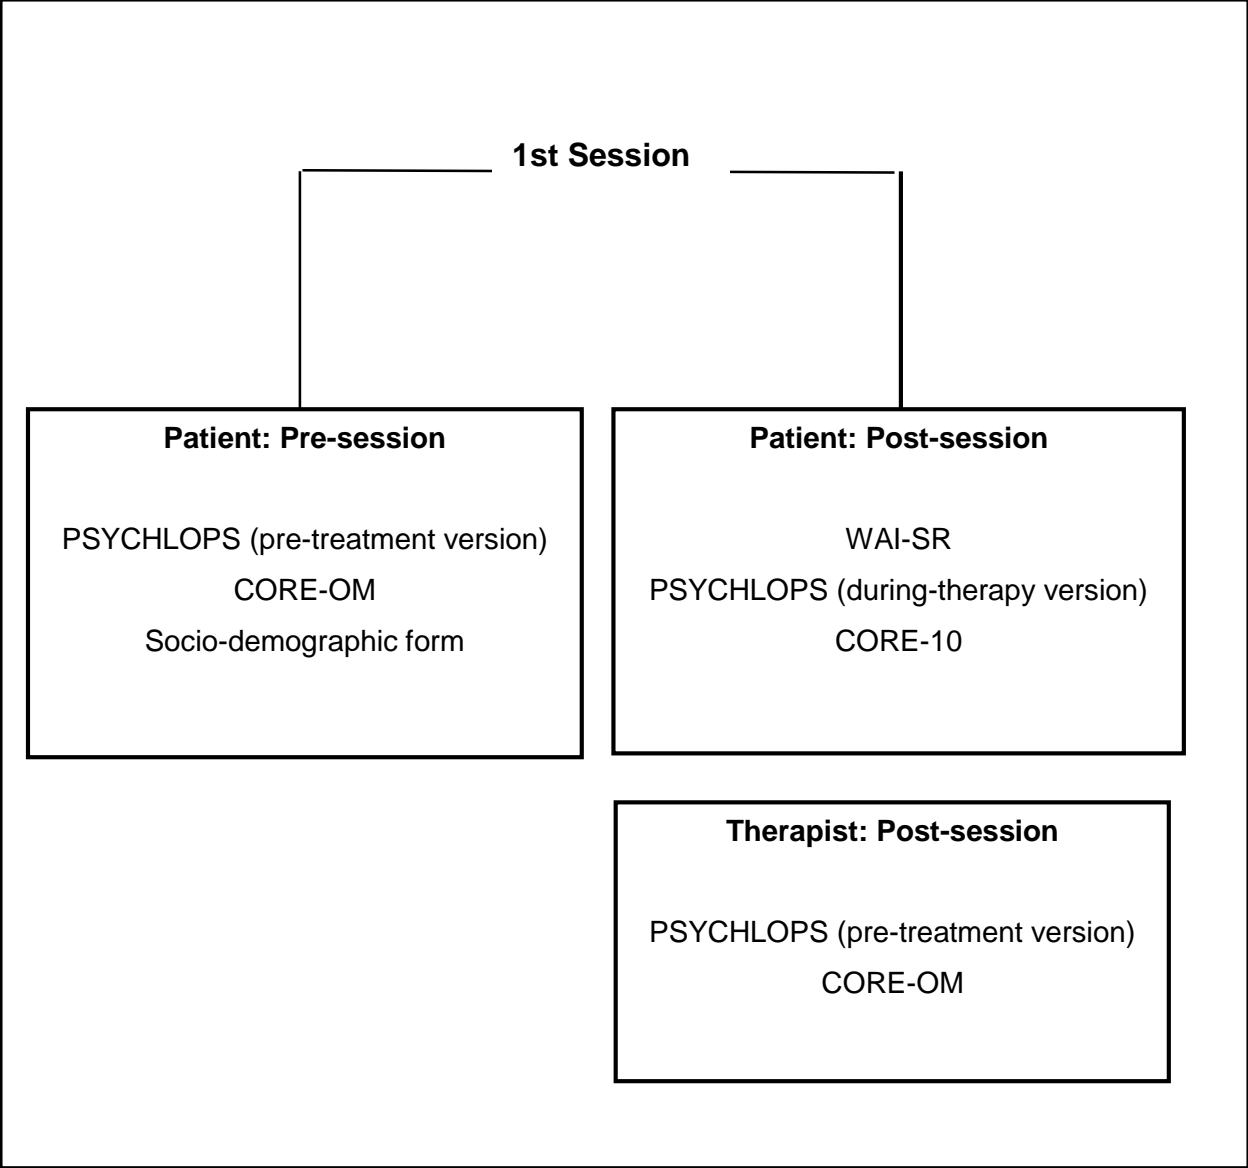 1st Session
Patient: Pre-session
PSYCHLOPS (pre-treatment version)
CORE-OM
Socio-demographic form
Patient: Post-session
WAI-SR
PSYCHLOPS (during-therapy version)
CORE-10
Therapist: Post-session
PSYCHLOPS (pre-treatment version)
CORE-OM